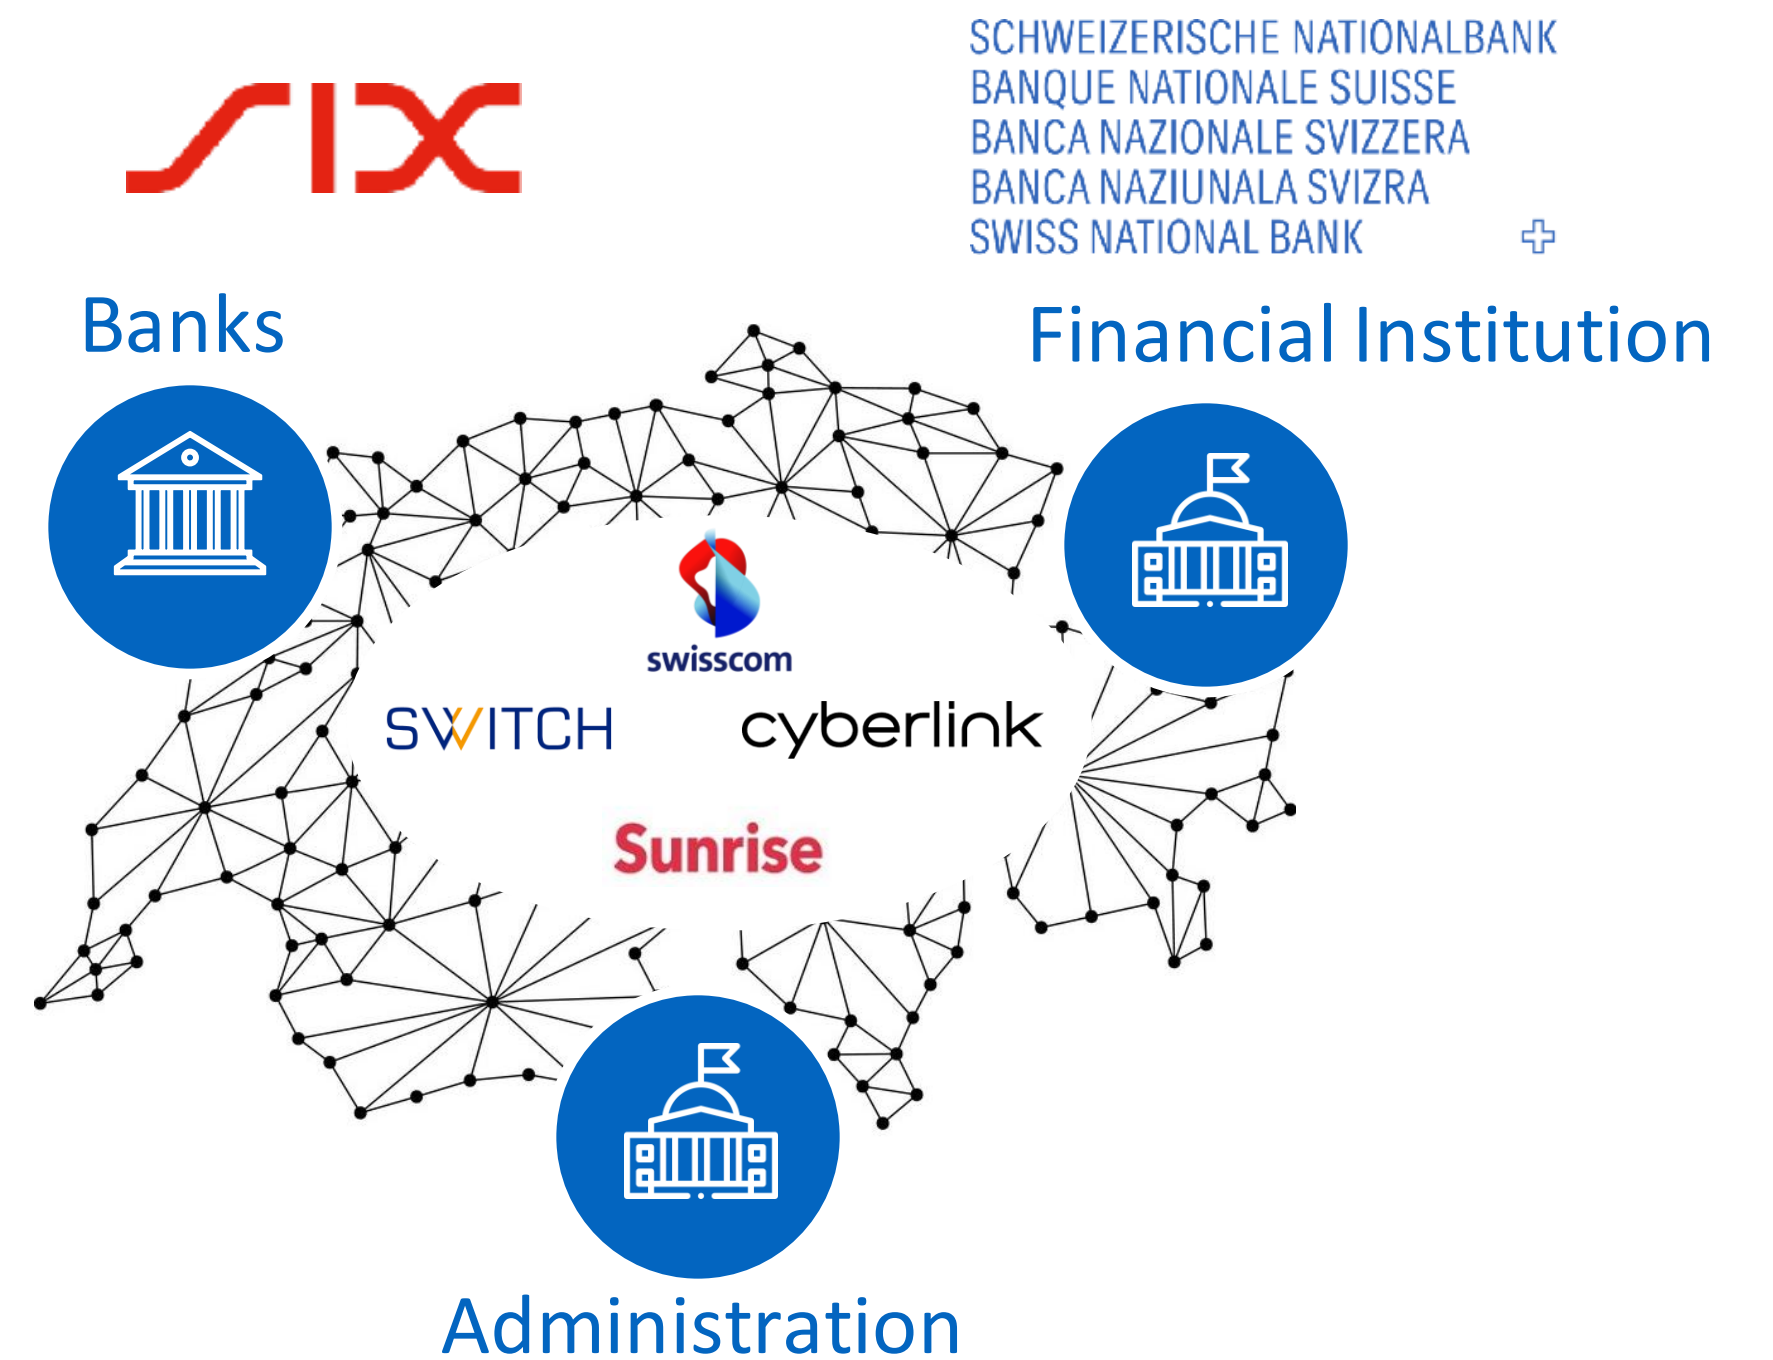 SIX
SCHWEIZERISCHE NATIONALBANK
BANQUE NATIONALE SUISSE
BANCA NAZIONALE SVIZZERA
BANCA NAZIUNALA SVIZRA
SWISS NATIONAL BANK
Banks
Financial Institution
swisscom
SWITCH
cyberlink
Sunrise
Administration